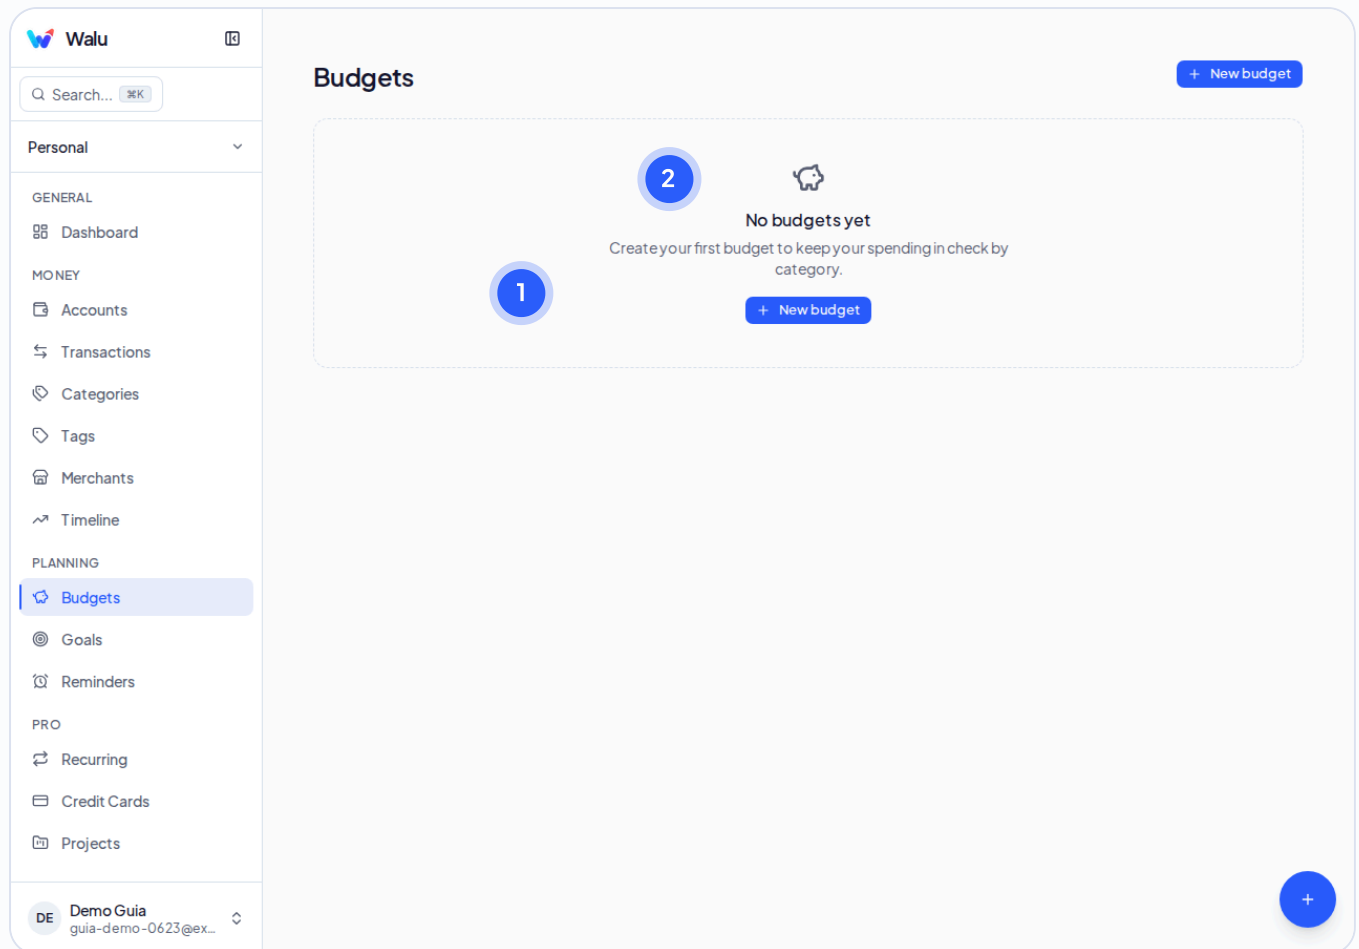 Walu
Search... ⌘K
Personal
GENERAL
Dashboard
MONEY
Accounts
Transactions
Categories
Tags
Merchants
Timeline
PLANNING
Budgets
Goals
Reminders
PRO
Recurring
Credit Cards
Projects
DE
Demo Guia
guia-demo-0623@ex...
Budgets
+ New budget
2
No budgets yet
Create your first budget to keep your spending in check by
category.
1
+ New budget
+